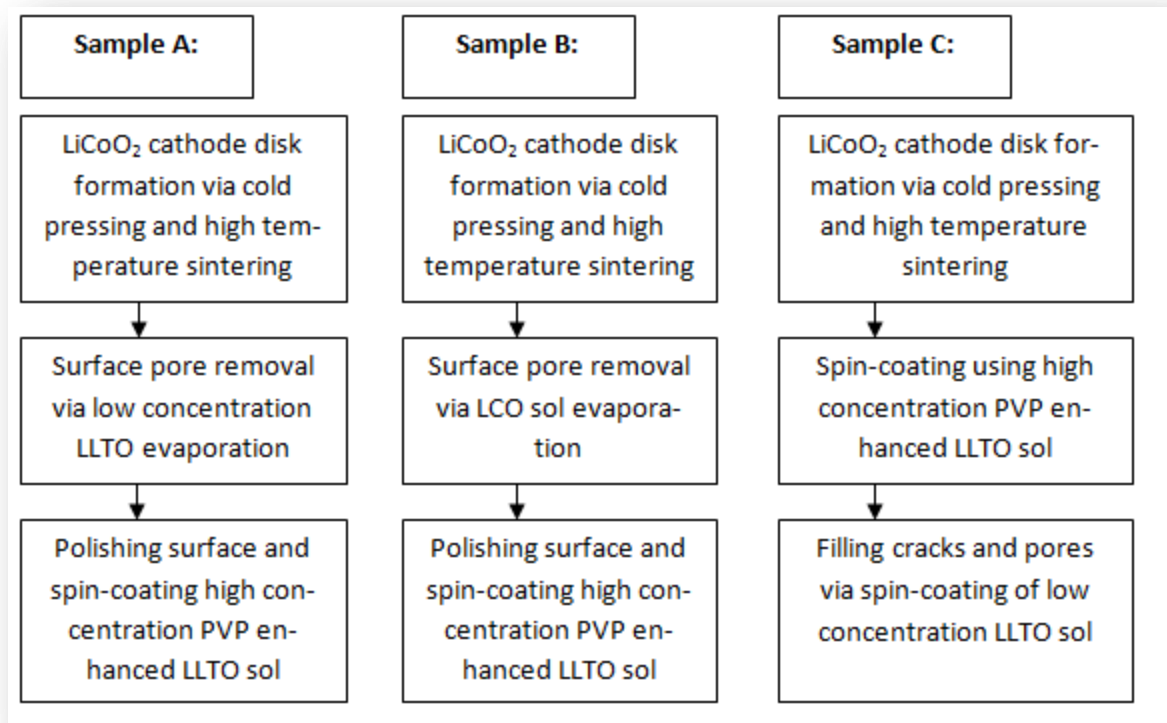 Sample A:
LiCoO₂ cathode disk
formation via cold
pressing and high tem-
perature sintering
Surface pore removal
via low concentration
LLTO evaporation
Polishing surface and
spin-coating high con-
centration PVP en-
hanced LLTO sol
Sample B:
LiCoO₂ cathode disk
formation via cold
pressing and high
temperature sintering
Surface pore removal
via LCO sol evapora-
tion
Polishing surface and
spin-coating high con-
centration PVP en-
hanced LLTO sol
Sample C:
LiCoO₂ cathode disk for-
mation via cold pressing
and high temperature
sintering
Spin-coating using high
concentration PVP en-
hanced LLTO sol
Filling cracks and pores
via spin-coating of low
concentration LLTO sol